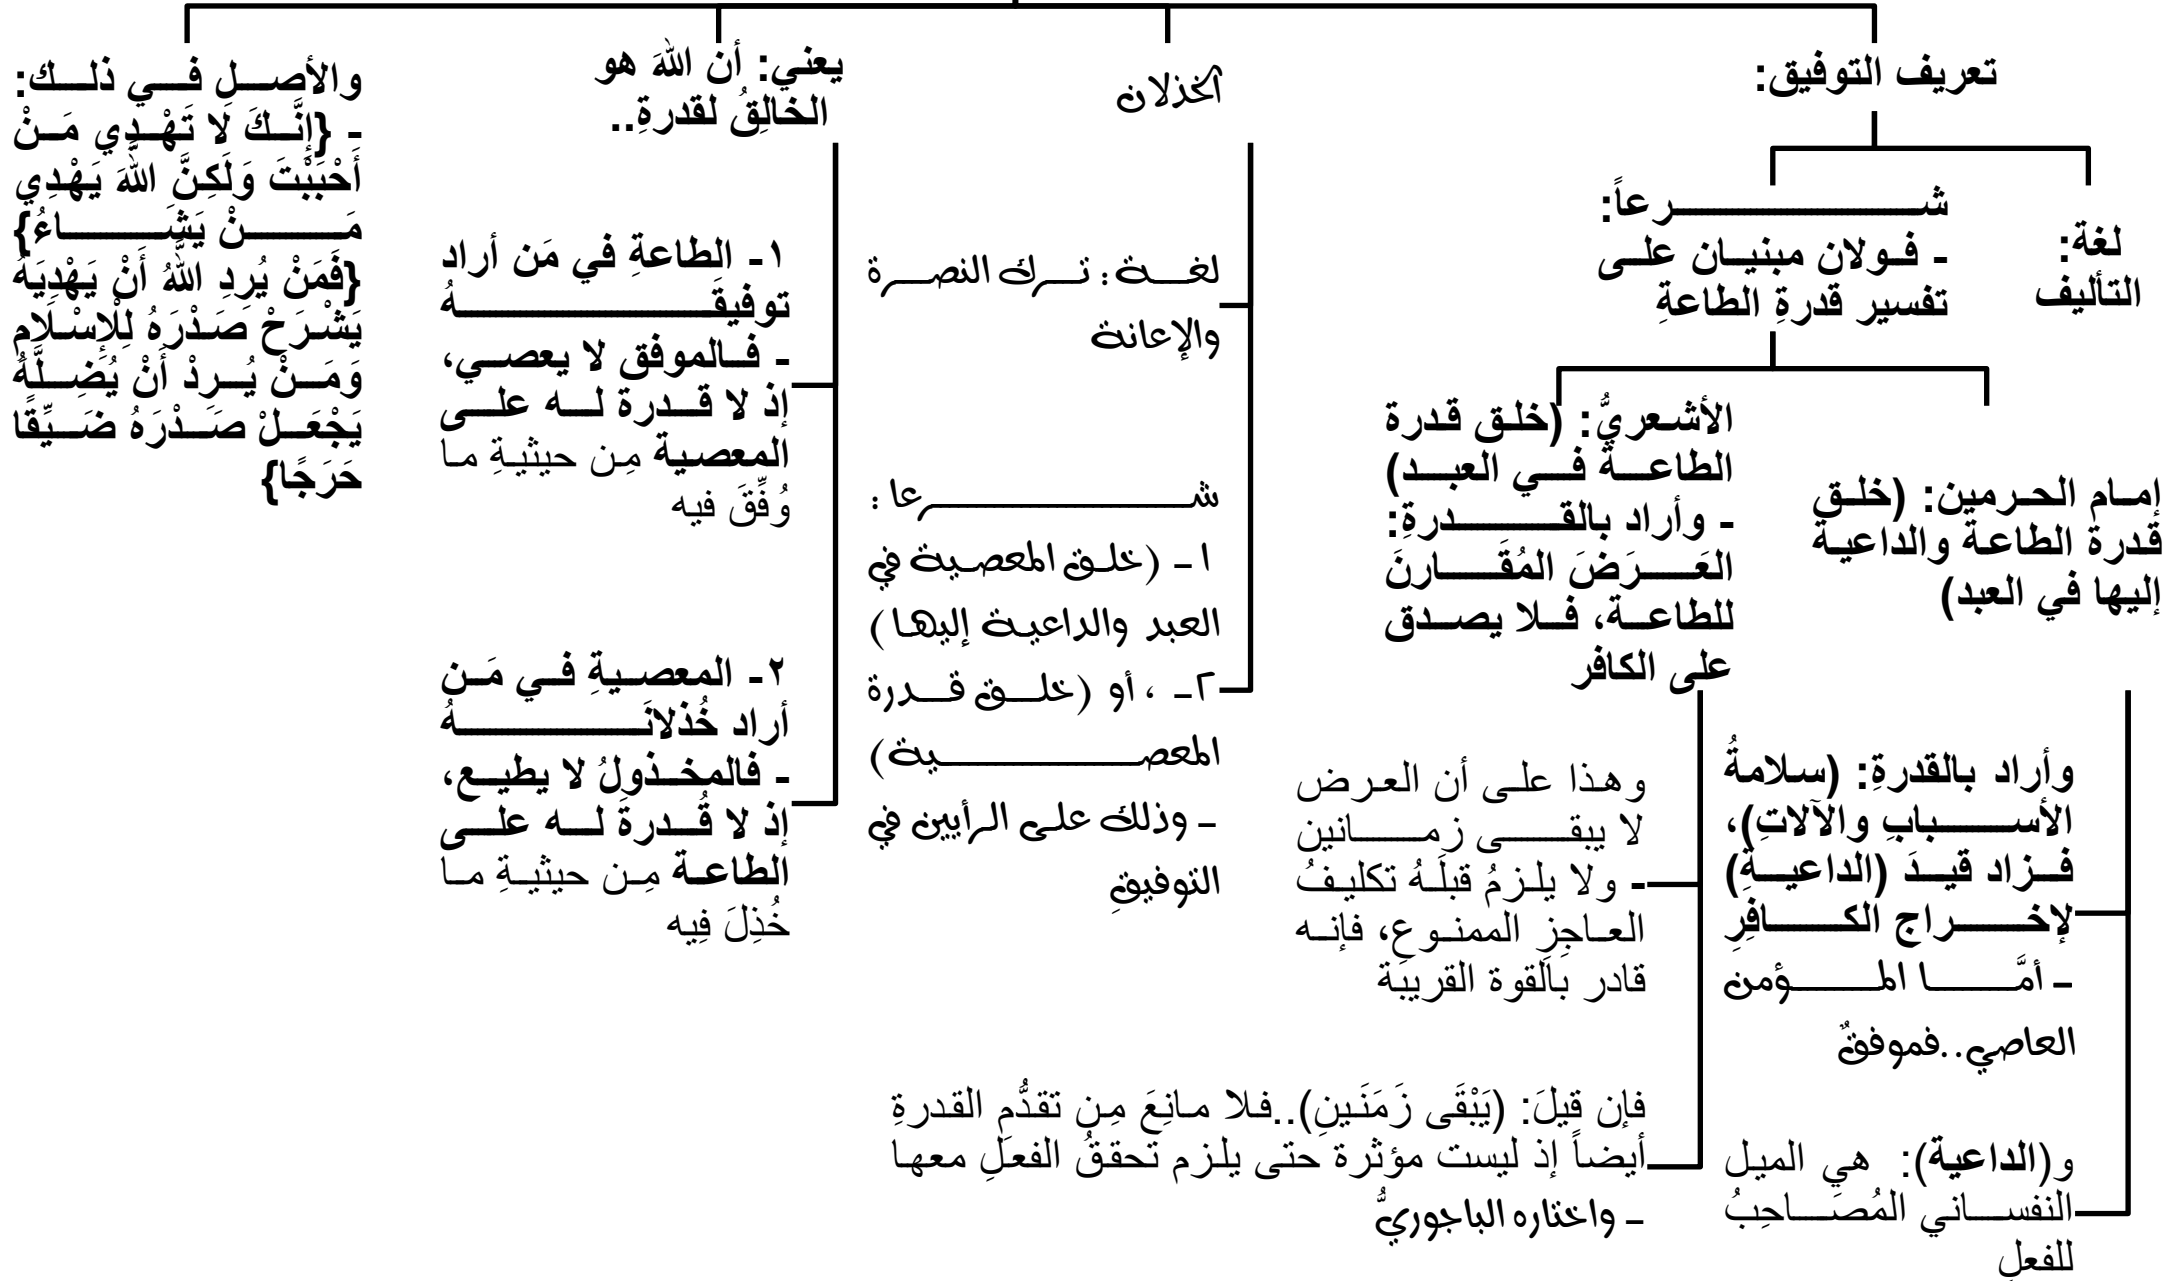 تعريف التوفيق:
لغة:
التأليف
شرعاً:
- قولان مبنيان على
تفسير قدرةِ الطاعةِ
إمام الحرمين: (خلق
قدرة الطاعة والداعية
إليها في العبد)
وأراد بالقدرةِ: (سلامةُ
الأسبابِ والآلاتِ)،
فزاد قيدَ (الداعيةِ)
لإخراج الكافِرِ
- أمَّا المؤمن
العاصي..فموفقٌ
و(الداعية): هي الميل
النفساني المُصَاحِبُ
للفعلِ
الأشعريُّ: (خلق قدرة
الطاعة في العبد)
- وأراد بالقدرةِ:
العَرَضَ المُقَارنَ
للطاعة، فلا يصدق
على الكافر
وهذا على أن العرض
لا يبقى زمانين
- ولا يلزمُ قبلَهُ تكليفُ
العاجِزِ الممنوعِ، فإنه
قادر بالقوة القريبَة
فإن قيلَ: (يَبْقَى زَمَنَينِ)..فلا مانِعَ مِن تقدُّمِ القدرةِ
أيضاً إذ ليست مؤثرة حتى يلزم تحققُ الفعلِ معها
- واختاره الباجوريُّ
الخذلان
لغة: ترك النصرة
والإعانة
شرعا:
١- (خلق المعصية في
العبد والداعية إليها)
٢- ، أو (خلق قدرة
المعصية)
- وذلك على الرأيين في
التوفيقِ
يعني: أن اللهَ هو
الخالِقُ لقدرةِ..
١- الطاعةِ في مَن أراد
توفيقَهُ
- فالموفق لا يعصي،
إذ لا قدرة له على
المعصية مِن حيثيةِ ما
وُفِّقَ فيه
٢- المعصيةِ في مَن
أراد خُذلانَهُ
- فالمخذولُ لا يطيع،
إذ لا قُدرةَ له على
الطاعة مِن حيثيةِ ما
خُذِلَ فِيه
والأصل في ذلك:
- {إِنَّكَ لَا تَهْدِي مَنْ
أَحْبَبْتَ وَلَكِنَّ اللَّهَ يَهْدِي
مَنْ يَشَاءُ}
{فَمَنْ يُرِدِ اللَّهُ أَنْ يَهْدِيَهُ
يَشْرَحْ صَدْرَهُ لِلْإِسْلَامِ
وَمَنْ يُرِدْ أَنْ يُضِلَّهُ
يَجْعَلْ صَدْرَهُ ضَيِّقًا
حَرَجًا}